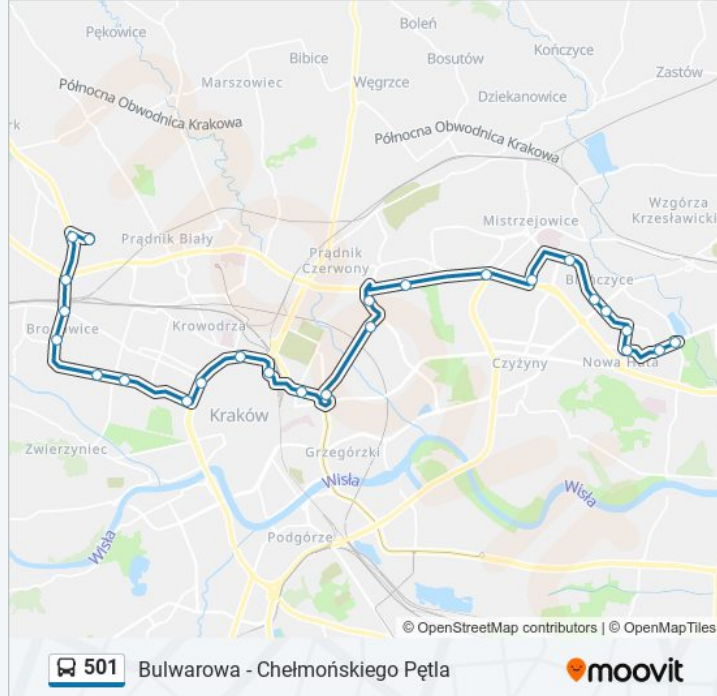 Boleń
Pękowice
Kończyce
Bibice
Bosutów
Zastów
Marszowiec
Węgrzce
Dziekanowice
Północna Obwodnica Krakowa
rk
Północna Obwodnica Krakowa
Wzgórza
Krzesławicki
Mistrzejowice
Prądnik Biały
Prądnik
Czerwony
Bieńczyce
Bronowice
Krowodrza
Czyżyny
Nowa Huta
Kraków
Zwierzyniec
Grzegórzki
Wisła
Wisła
Wisła
Podgórze
© OpenStreetMap contributors | © OpenMapTiles
501 Bulwarowa - Chełmońskiego Pętla
moovit